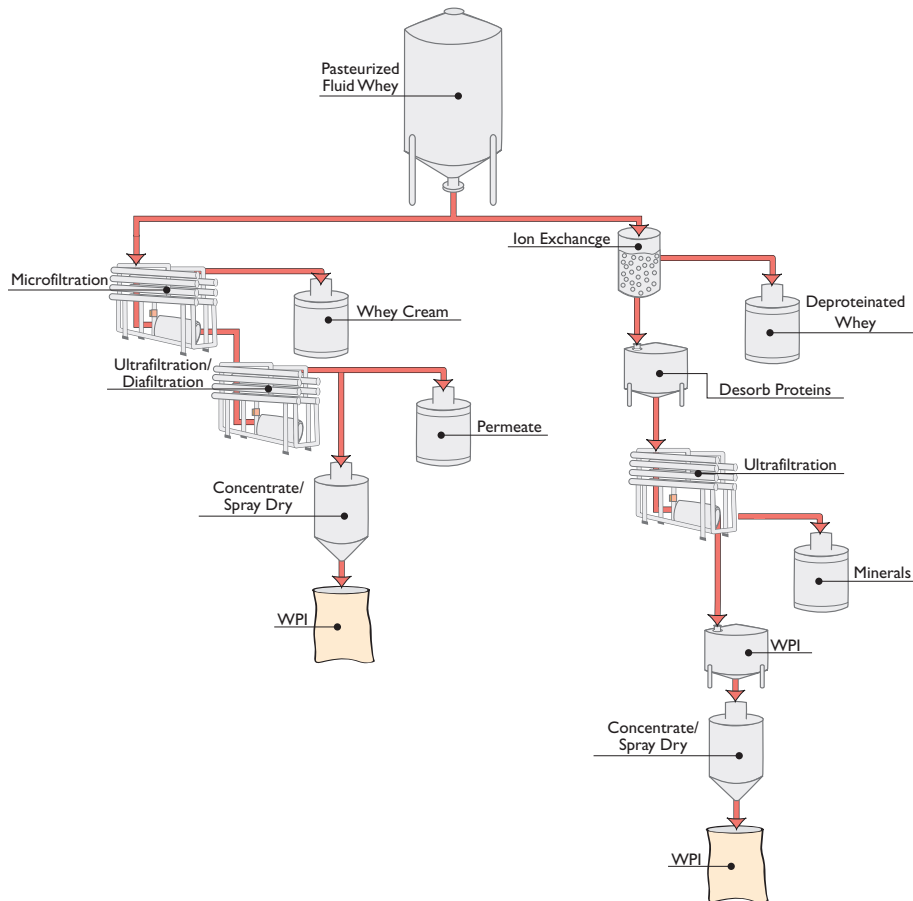 Pasteurized
Fluid Whey
Ion Exchancge
Microfiltration
Whey Cream
Deproteinated
Whey
Ultrafiltration/
Diafiltration
Desorb Proteins
Permeate
Ultrafiltration
Concentrate/
Spray Dry
Minerals
WPI
WPI
Concentrate/
Spray Dry
WPI